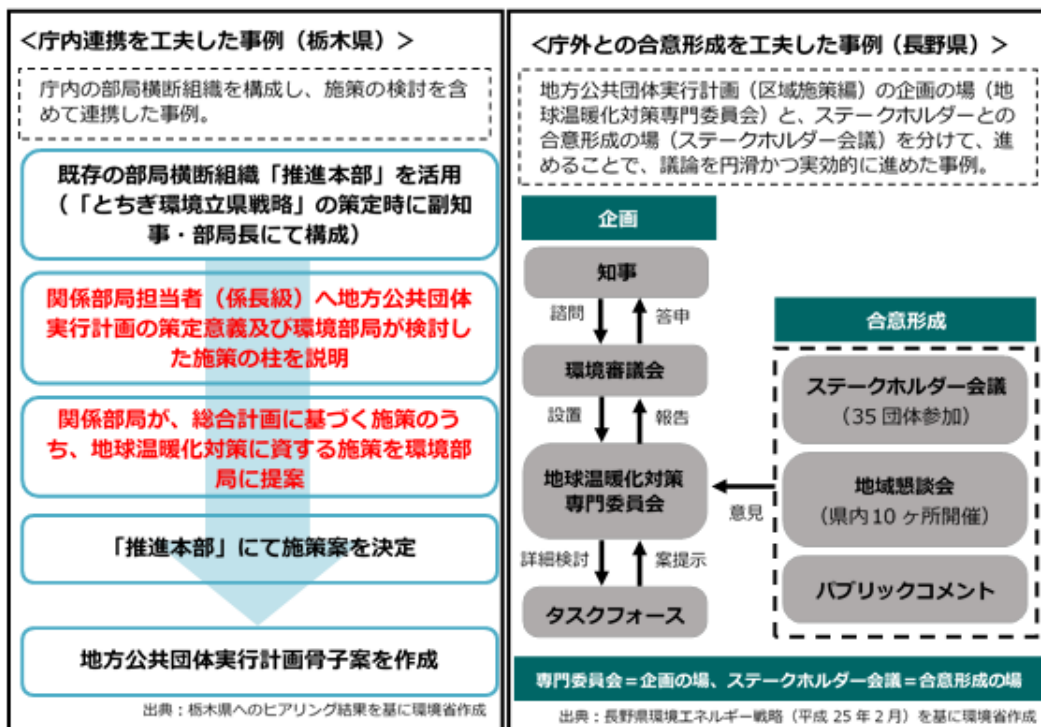 ＜庁内連携を工夫した事例（栃木県）＞
庁内の部局横断組織を構成し、施策の検討を含
めて連携した事例。
既存の部局横断組織「推進本部」を活用
（「とちぎ環境立県戦略」の策定時に副知
事・部局長にて構成）
関係部局担当者（係長級）へ地方公共団体
実行計画の策定意義及び環境部局が検討し
た施策の柱を説明
関係部局が、総合計画に基づく施策のう
ち、地球温暖化対策に資する施策を環境部
局に提案
「推進本部」にて施策案を決定
地方公共団体実行計画骨子案を作成
出典：栃木県へのヒアリング結果を基に環境省作成
＜庁外との合意形成を工夫した事例（長野県）＞
地方公共団体実行計画（区域施策編）の企画の場（地
球温暖化対策専門委員会）と、ステークホルダーとの
合意形成の場（ステークホルダー会議）を分けて、進
めることで、議論を円滑かつ実効的に進めた事例。
企画
知事
諮問
答申
環境審議会
設置
報告
地球温暖化対策
専門委員会
詳細検討
案提示
タスクフォース
意見
合意形成
ステークホルダー会議
（35 団体参加）
地域懇談会
（県内 10 ヶ所開催）
パブリックコメント
専門委員会＝企画の場、ステークホルダー会議＝合意形成の場
出典：長野県環境エネルギー戦略（平成 25 年 2 月）を基に環境省作成